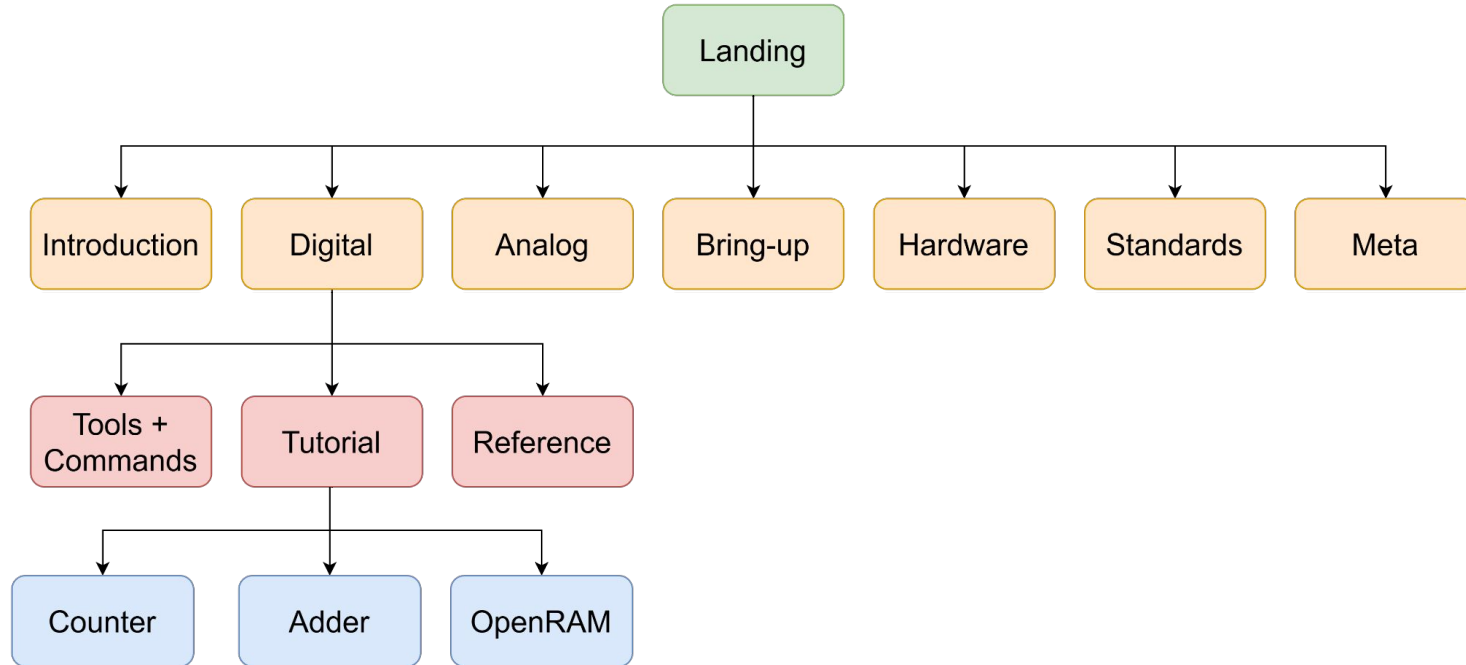 Landing
Introduction
Digital
Analog
Bring-up
Hardware
Standards
Meta
Tools +
Commands
Tutorial
Reference
Counter
Adder
OpenRAM